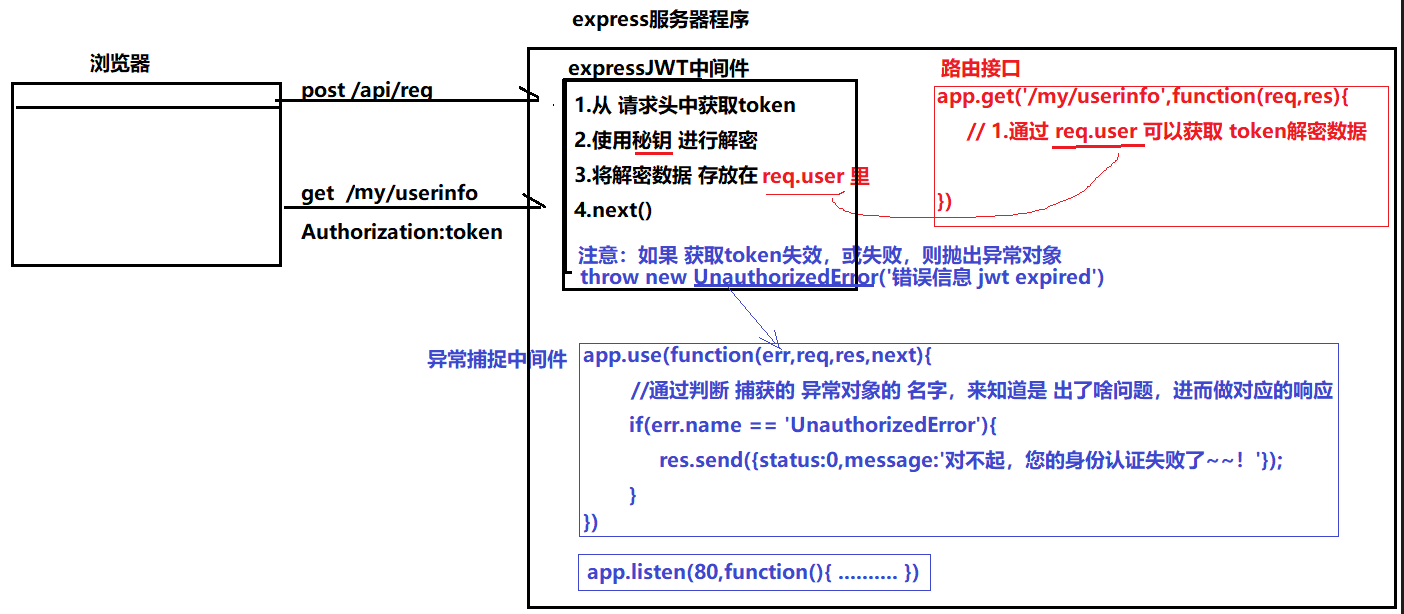 express服务器程序
浏览器
post /api/req
get  /my/userinfo
Authorization:token
expressJWT中间件
1.从 请求头中获取token
2.使用秘钥 进行解密
3.将解密数据 存放在 req.user 里
4.next()
注意：如果 获取token失效，或失败，则抛出异常对象
throw new UnauthorizedError('错误信息 jwt expired')
路由接口
app.get('/my/userinfo',function(req,res){
// 1.通过 req.user 可以获取 token解密数据
})
异常捕捉中间件
app.use(function(err,req,res,next){
//通过判断 捕获的 异常对象的 名字，来知道是 出了啥问题，进而做对应的响应
if(err.name == 'UnauthorizedError'){
res.send({status:0,message:'对不起，您的身份认证失败了~~！'});
}
})
app.listen(80,function(){ .......... })